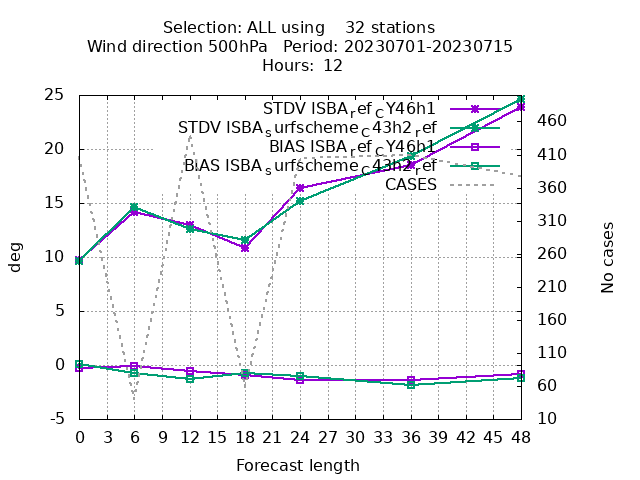 Selection: ALL using    32 stations
Wind direction 500hPa   Period: 20230701-20230715
Hours:  12
25
20
15
10
5
0
-5
deg
STDV ISBA_ref_CY46h1
STDV ISBA_surfscheme_C43h2_ref
BIAS ISBA_ref_CY46h1
BIAS ISBA_surfscheme_C43h2_ref
CASES
460
410
360
310
260
210
160
110
60
10
No cases
0 3 6 9 12 15 18 21 24 27 30 33 36 39 42 45 48
Forecast length